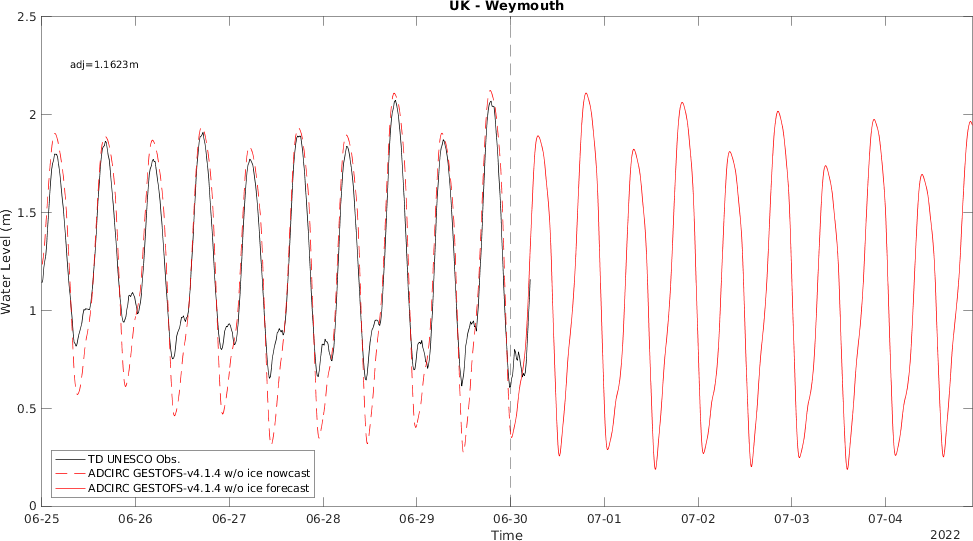 UK - Weymouth
adj=1.1623m
2.5
2
1.5
1
0.5
0
Water Level (m)
TD UNESCO Obs.
ADCIRC GESTOFS-v4.1.4 w/o ice nowcast
ADCIRC GESTOFS-v4.1.4 w/o ice forecast
06-25 06-26 06-27 06-28 06-29 06-30 07-01 07-02 07-03 07-04
Time
2022